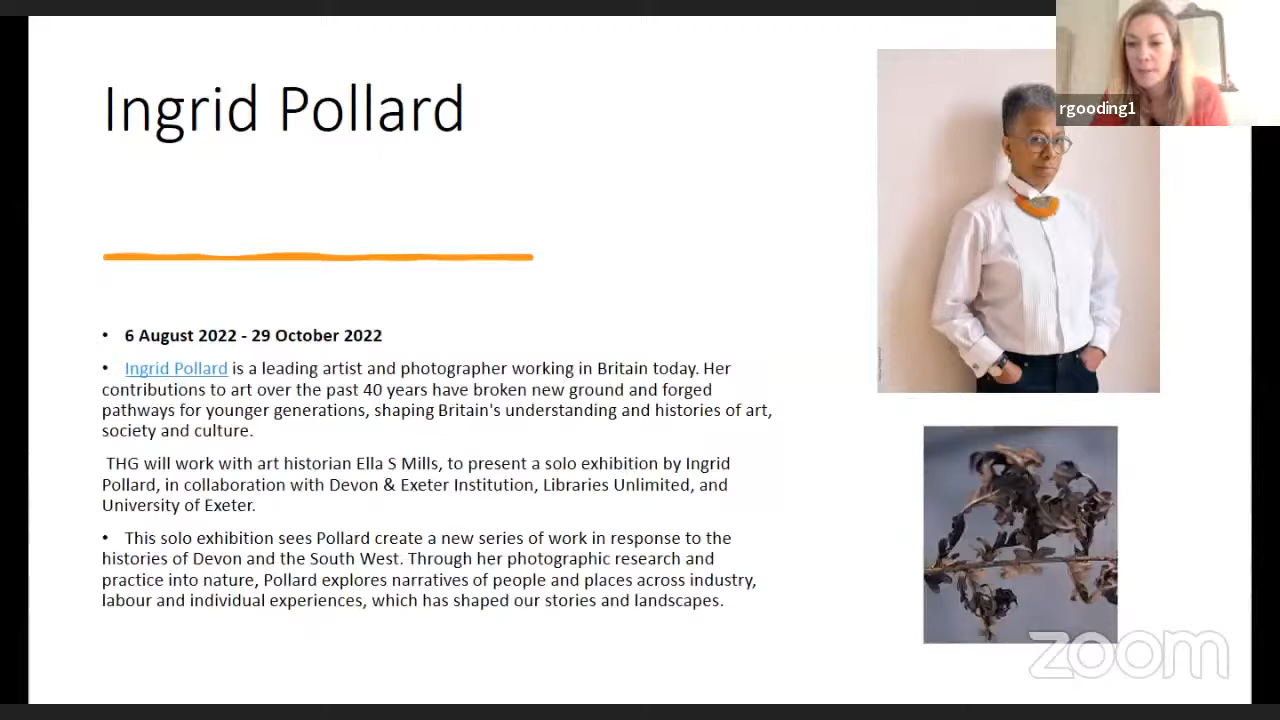 Ingrid Pollard
rgooding1
• 6 August 2022 - 29 October 2022
• Ingrid Pollard is a leading artist and photographer working in Britain today. Her
contributions to art over the past 40 years have broken new ground and forged
pathways for younger generations, shaping Britain's understanding and histories of art,
society and culture.
THG will work with art historian Ella S Mills, to present a solo exhibition by Ingrid
Pollard, in collaboration with Devon & Exeter Institution, Libraries Unlimited, and
University of Exeter.
• This solo exhibition sees Pollard create a new series of work in response to the
histories of Devon and the South West. Through her photographic research and
practice into nature, Pollard explores narratives of people and places across industry,
labour and individual experiences, which has shaped our stories and landscapes.
zoom